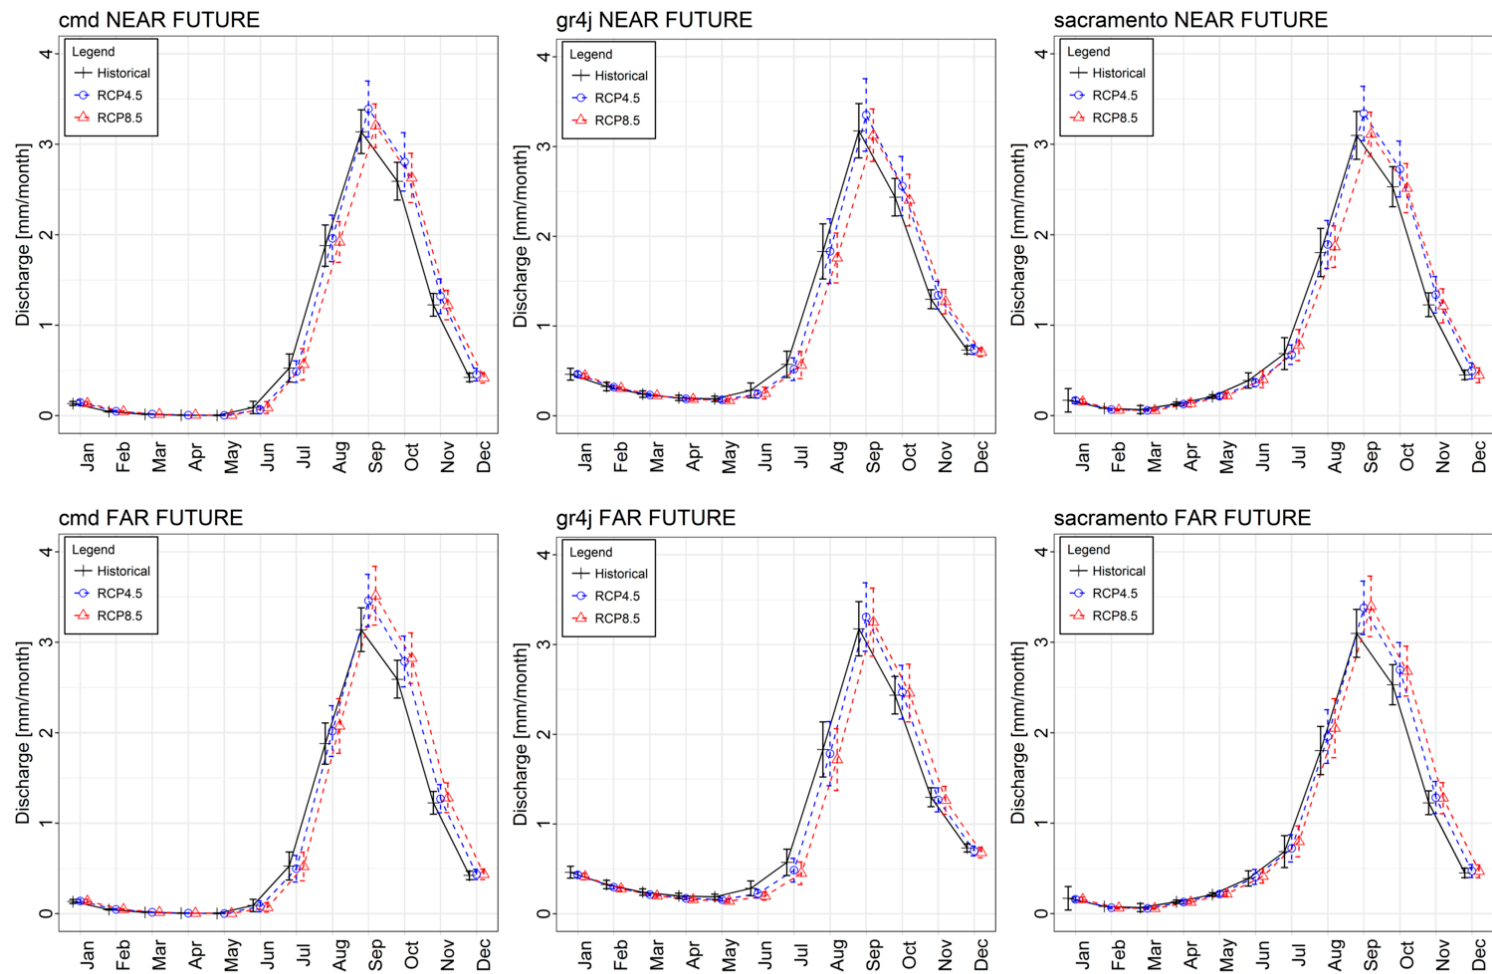 cmd NEAR FUTURE
Legend
Historical
RCP4.5
RCP8.5
Discharge [mm/month]
4
3
2
1
0
Jan
Feb
Mar
Apr
May
Jun
Jul
Aug
Sep
Oct
Nov
Dec
gr4j NEAR FUTURE
Legend
Historical
RCP4.5
RCP8.5
Discharge [mm/month]
4
3
2
1
0
Jan
Feb
Mar
Apr
May
Jun
Jul
Aug
Sep
Oct
Nov
Dec
sacramento NEAR FUTURE
Legend
Historical
RCP4.5
RCP8.5
Discharge [mm/month]
4
3
2
1
0
Jan
Feb
Mar
Apr
May
Jun
Jul
Aug
Sep
Oct
Nov
Dec
cmd FAR FUTURE
Legend
Historical
RCP4.5
RCP8.5
Discharge [mm/month]
4
3
2
1
0
Jan
Feb
Mar
Apr
May
Jun
Jul
Aug
Sep
Oct
Nov
Dec
gr4j FAR FUTURE
Legend
Historical
RCP4.5
RCP8.5
Discharge [mm/month]
4
3
2
1
0
Jan
Feb
Mar
Apr
May
Jun
Jul
Aug
Sep
Oct
Nov
Dec
sacramento FAR FUTURE
Legend
Historical
RCP4.5
RCP8.5
Discharge [mm/month]
4
3
2
1
0
Jan
Feb
Mar
Apr
May
Jun
Jul
Aug
Sep
Oct
Nov
Dec